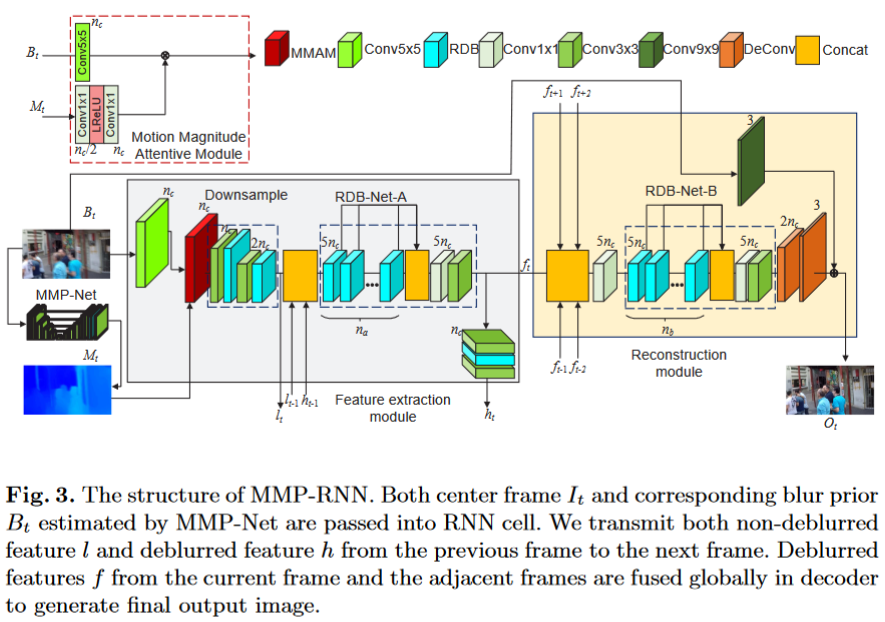 n_c
B_t
Conv5x5
MMAM
Conv5x5
RDB
Conv1x1
Conv3x3
Conv9x9
DeConv
Concat
M_t
Conv1x1
LReLU
Conv1x1
n_c/2
n_c
Motion Magnitude
Attentive Module
f_{t+1}
f_{t+2}
3
n_c
Downsample
RDB-Net-A
RDB-Net-B
B_t
n_c
n_c
2n_c
5n_c
...
5n_c
f_t
5n_c
5n_c
...
5n_c
2n_c
3
MMP-Net
n_a
n_c
n_b
M_t
f_{t-1}
f_{t-2}
Reconstruction
module
l_{t-1}
h_{t-1}
l_t
Feature extraction
module
h_t
O_t
Fig. 3. The structure of MMP-RNN. Both center frame I_t and corresponding blur prior
B_t estimated by MMP-Net are passed into RNN cell. We transmit both non-deblurred
feature l and deblurred feature h from the previous frame to the next frame. Deblurred
features f from the current frame and the adjacent frames are fused globally in decoder
to generate final output image.